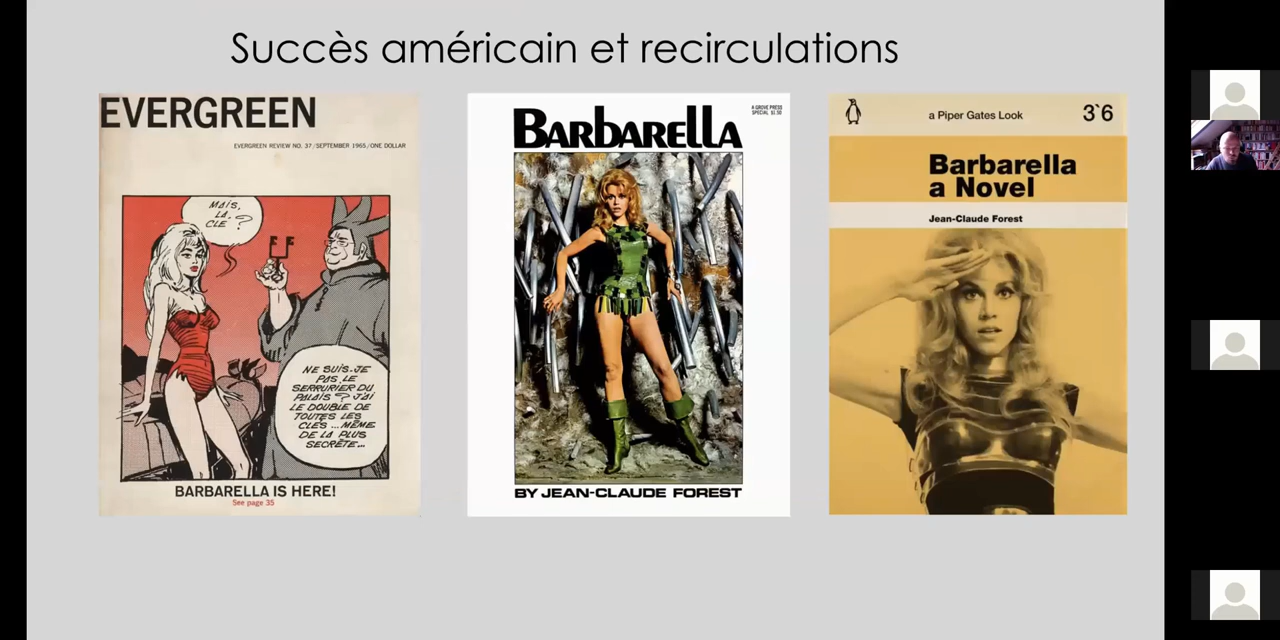 Succès américain et recirculations
EVERGREEN
EVERGREEN REVIEW NO. 37/SEPTEMBER 1965/ONE DOLLAR
MAIS,
LA
CLE ?
NE SUIS-JE
PAS LE
SERRURIER DU
PALAIS ? J'AI
LE DOUBLE DE
TOUTES LES
CLES ... MÊME
DE LA PLUS
SECRÈTE...
BARBARELLA IS HERE!
See page 35
A GROVE PRESS
SPECIAL $1.50
BARBARELLA
BY JEAN-CLAUDE FOREST
a Piper Gates Look
3`6
Barbarella
a Novel
Jean-Claude Forest